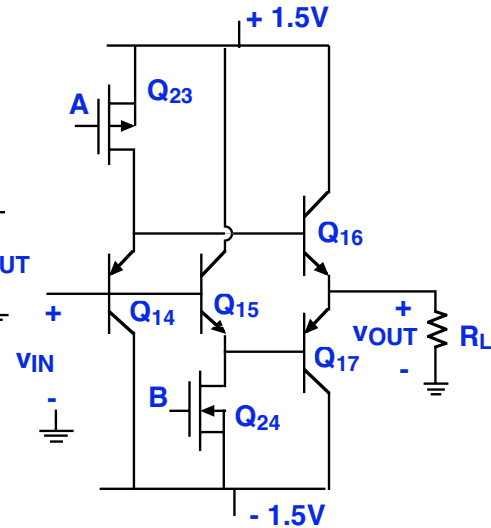 + 1.5V
Q23
A
Q16
UT
+
Q14
Q15
+
vIN
vOUT
RL
Q17
-
-
B
Q24
- 1.5V